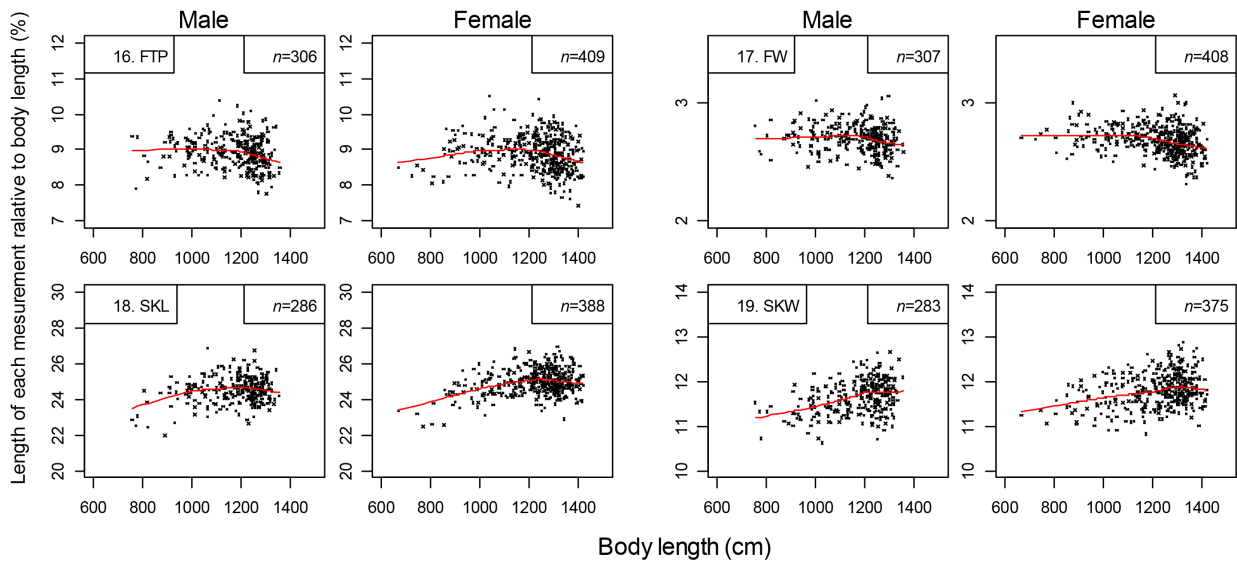 Male Female Male Female
Length of each mesurement ralative to body length (%)
16. FTP n=306 n=409 17. FW n=307 n=408
12 11 10 9 8 7
12 11 10 9 8 7
3 2
3 2
600 800 1000 1200 1400 600 800 1000 1200 1400 600 800 1000 1200 1400 600 800 1000 1200 1400
18. SKL n=286 n=388 19. SKW n=283 n=375
30 28 26 24 22 20
30 28 26 24 22 20
14 13 12 11 10
14 13 12 11 10
600 800 1000 1200 1400 600 800 1000 1200 1400 600 800 1000 1200 1400 600 800 1000 1200 1400
Body length (cm)